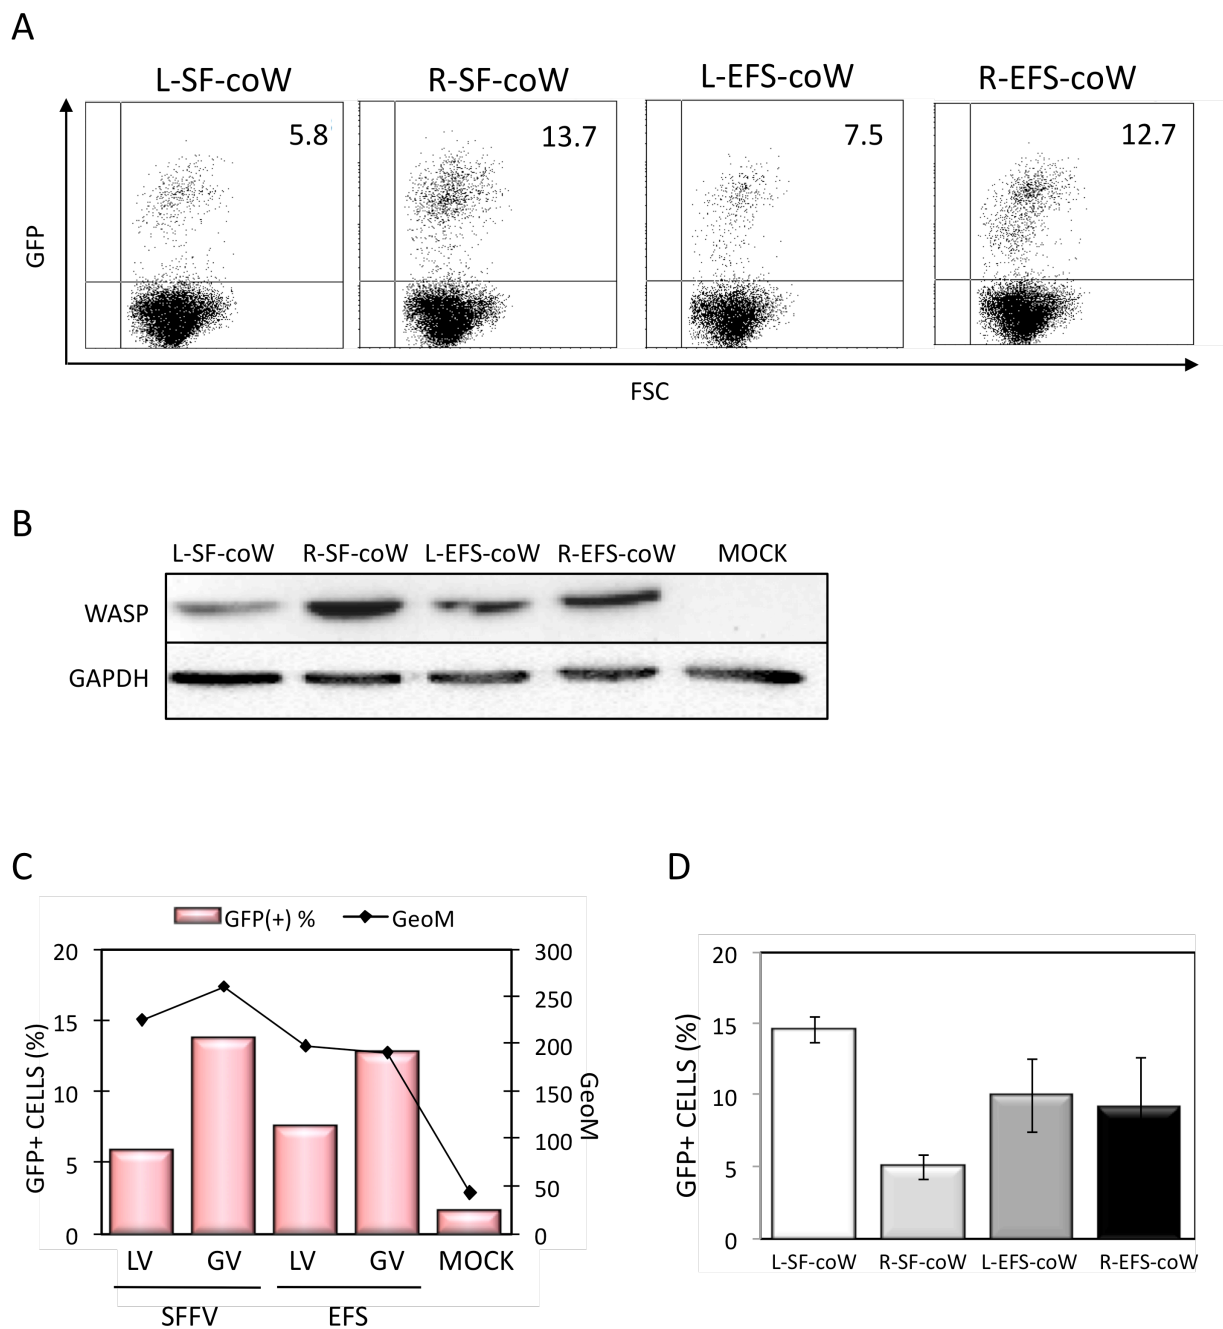 A
L-SF-coW R-SF-coW L-EFS-coW R-EFS-coW
5.8 13.7 7.5 12.7
GFP
FSC
B
L-SF-coW R-SF-coW L-EFS-coW R-EFS-coW MOCK
WASP
GAPDH
C
GFP(+) % GeoM
20 300
250
15
200
10 150
100
5
50
0 0
GFP+ CELLS (%)
GeoM
LV GV LV GV MOCK
SFFV EFS
D
20
15
10
5
0
GFP+ CELLS (%)
L-SF-coW R-SF-coW L-EFS-coW R-EFS-coW